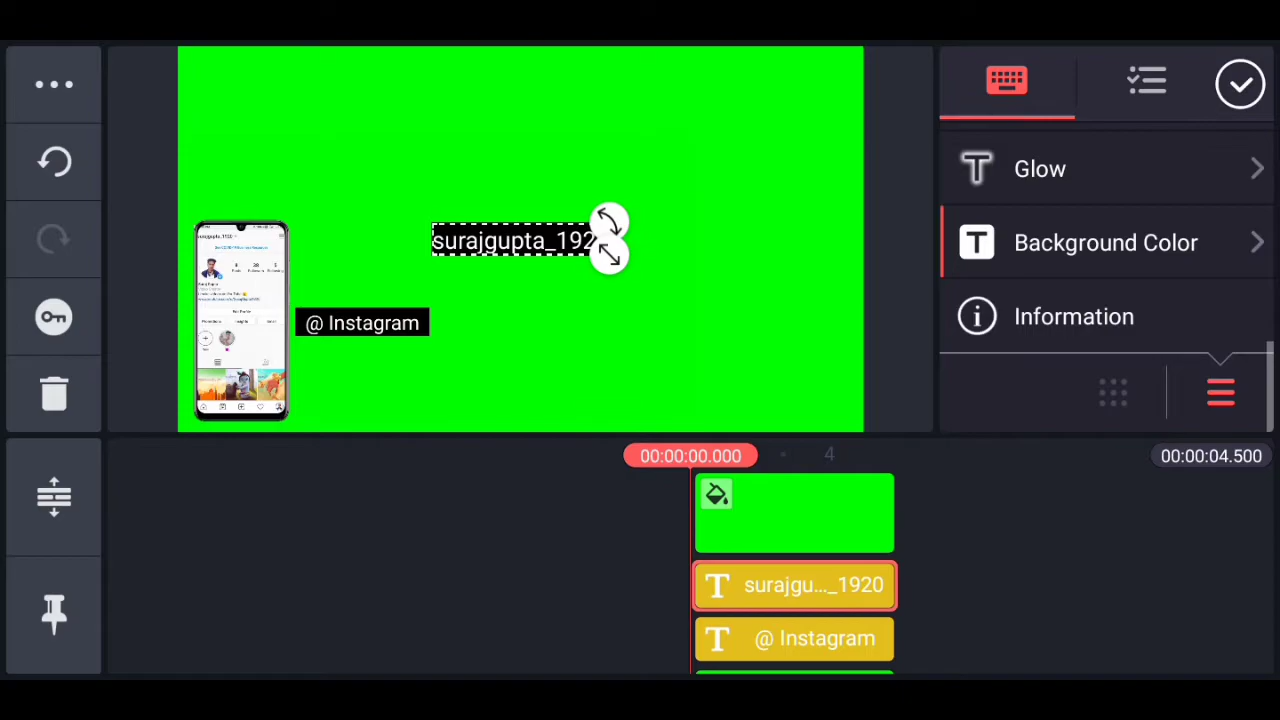 Glow
surajgupta_192
Background Color
@ Instagram
Information
00:00:00.000
4
00:00:04.500
T surajgu..._1920
T @ Instagram